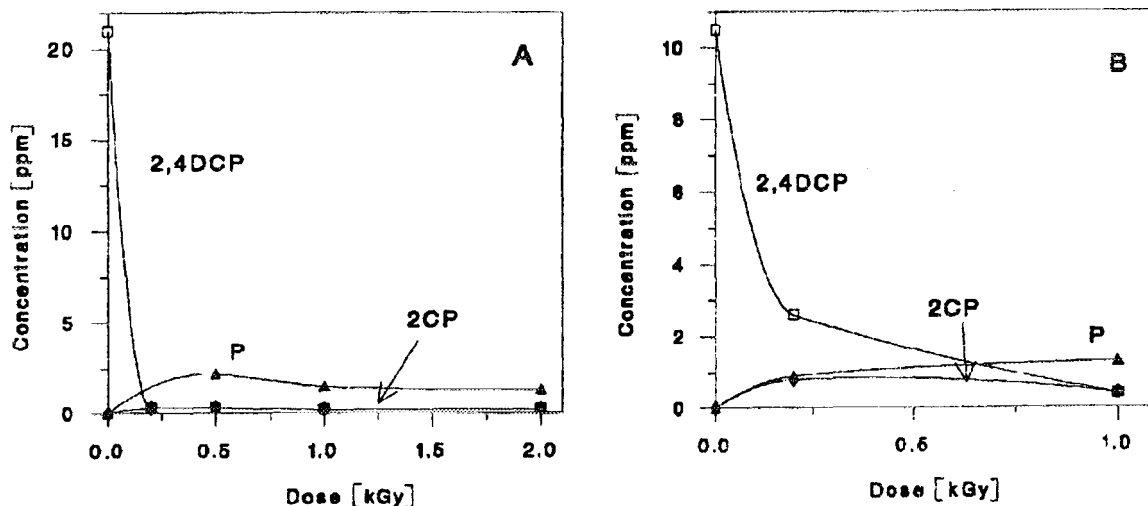 A
Concentration [ppm]
20
15
10
5
0
2,4DCP
P
2CP
0.0 0.5 1.0 1.5 2.0
Dose [kGy]
B
Concentration [ppm]
10
8
6
4
2
0
2,4DCP
2CP
P
0.0 0.5 1.0
Dose [kGy]